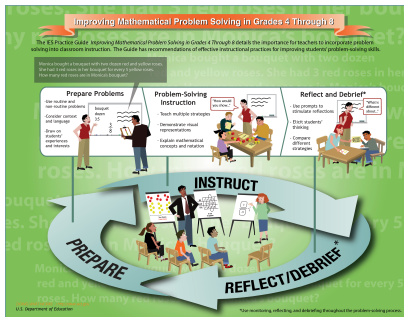 Improving Mathematical Problem Solving in Grades 4 Through 8
The IES Practice Guide Improving Mathematical Problem Solving in Grades 4 Through 8 details the importance for teachers to incorporate problem
solving into classroom instruction. The Guide has recommendations of effective instructional practices for improving students' problem-solving skills.
Monica bought a bouquet with two dozen red and yellow roses.
She had 3 red roses in her bouquet for every 5 yellow roses.
How many red roses are in Monica's bouquet?
Prepare Problems
- Use routine and
non-routine problems
- Consider context
and language
- Draw on
students'
experiences
and interests
bouquet
dozen
Problem-Solving
Instruction
- Teach multiple strategies
- Demonstrate visual
representations
- Explain mathematical
concepts and notation
Reflect and Debrief*
- Use prompts to
stimulate reflections
- Elicit students'
thinking
- Compare
different
strategies
INSTRUCT
PREPARE
REFLECT/DEBRIEF*
U.S. Department of Education
*Use monitoring, reflecting, and debriefing throughout the problem-solving process.